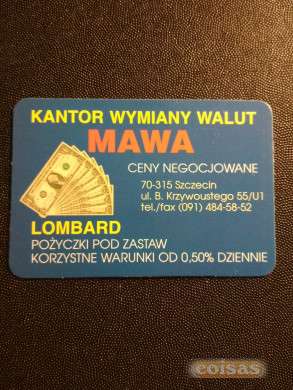 KANTOR WYMIANY WALUT
MAWA
CENY NEGOCJOWANE
70-315 Szczecin
ul. B. Krzywoustego 55/U1
tel./fax (091) 484-58-52
LOMBARD
POŻYCZKI POD ZASTAW
KORZYSTNE WARUNKI OD 0,50% DZIENNIE
coisas